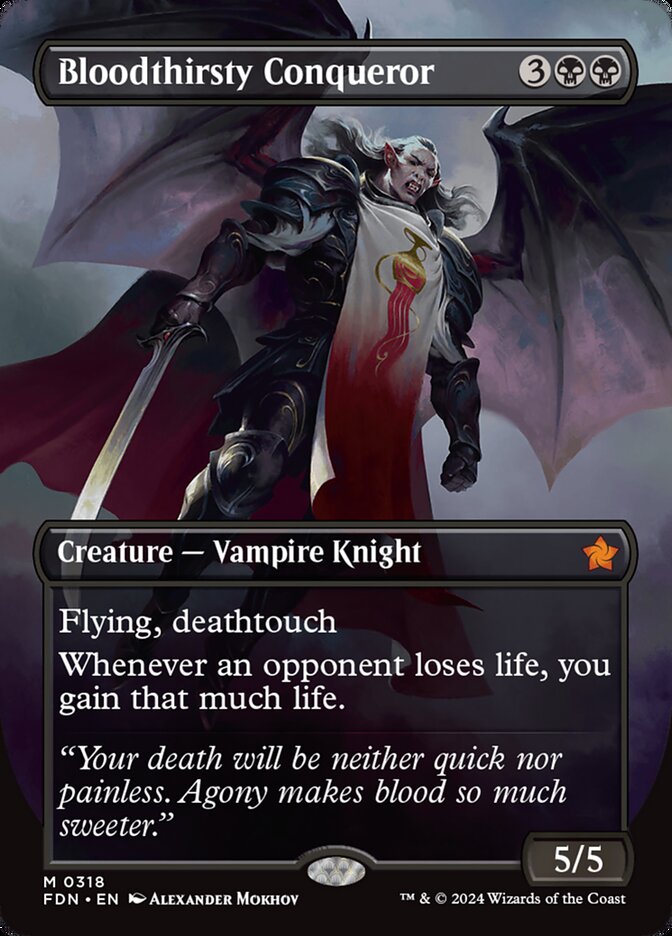 Bloodthirsty Conqueror 3
Creature — Vampire Knight
Flying, deathtouch
Whenever an opponent loses life, you
gain that much life.
“Your death will be neither quick nor
painless. Agony makes blood so much
sweeter.”
5/5
M 0318
FDN • EN Alexander Mokhov
™ & © 2024 Wizards of the Coast